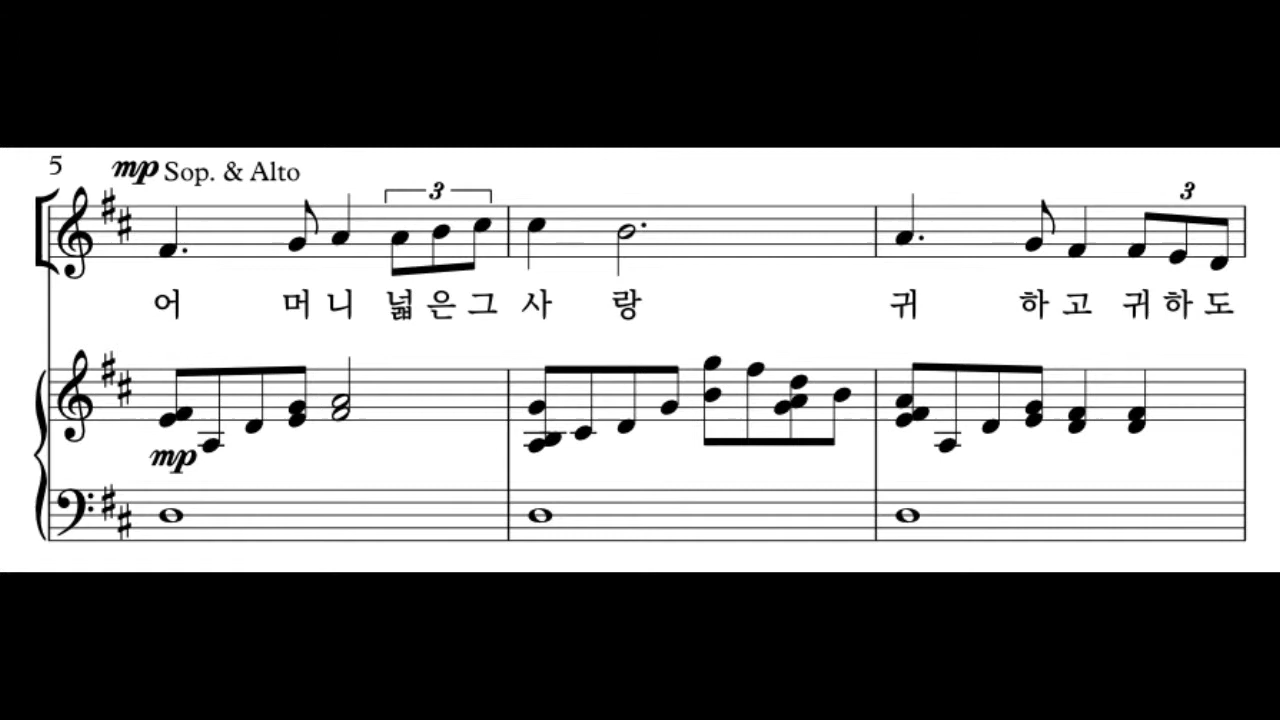 5 mp Sop. & Alto
3 3
어 머 니 넓 은 그 사 랑 귀 하 고 귀 하 도
mp